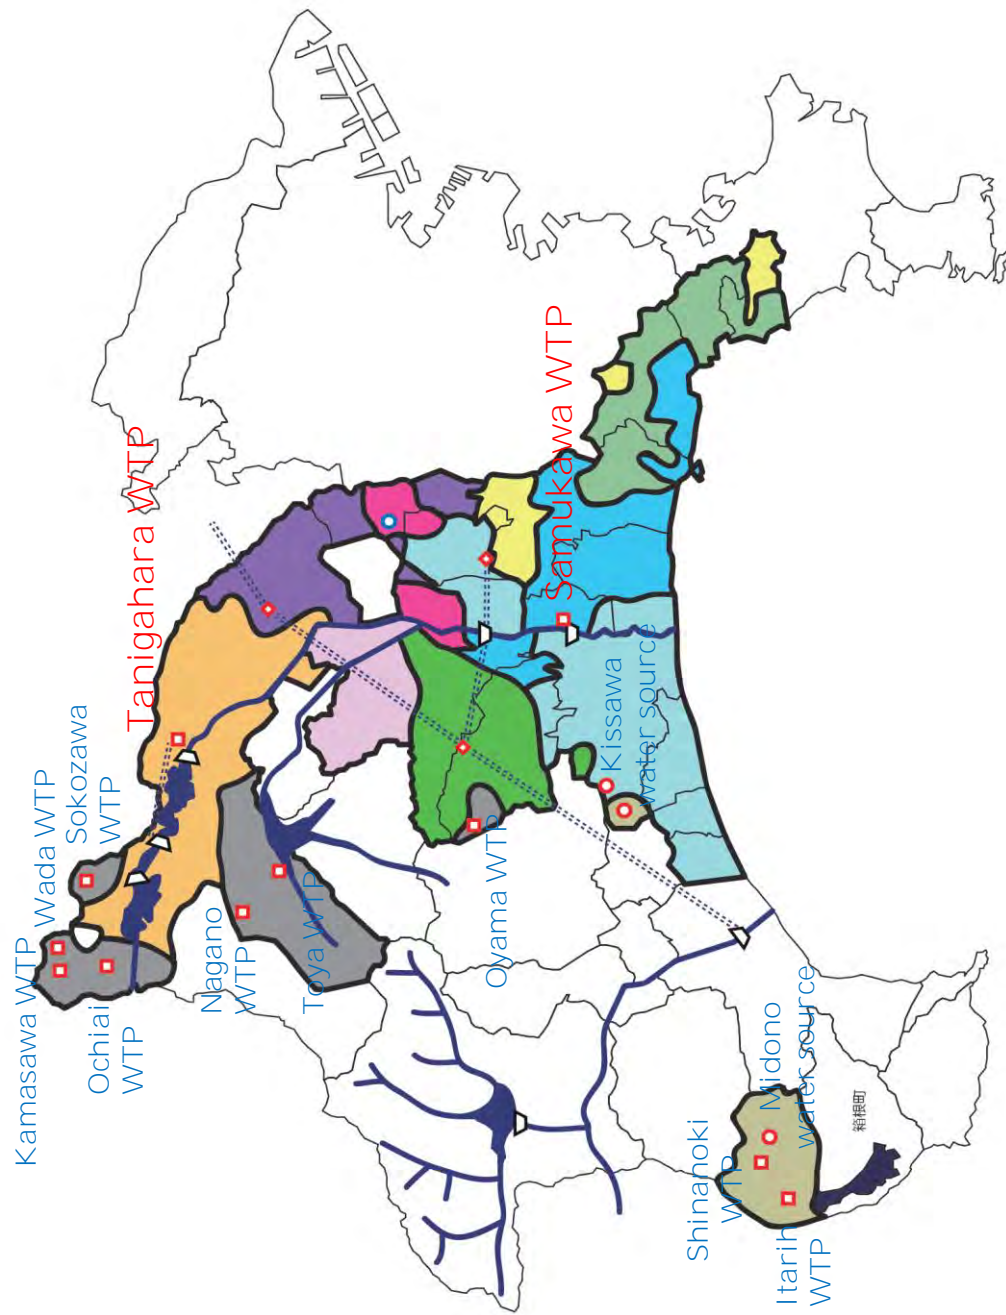 Kamasawa WTP
Wada WTP
Sokozawa
WTP
Tanigahara WTP
Ochiai
WTP
Nagano
WTP
Toya WTP
Oyama WTP
Samukawa WTP
Kissawa
water source
Shinanoki
WTP
Itarih
WTP
Midono
water source
箱根町